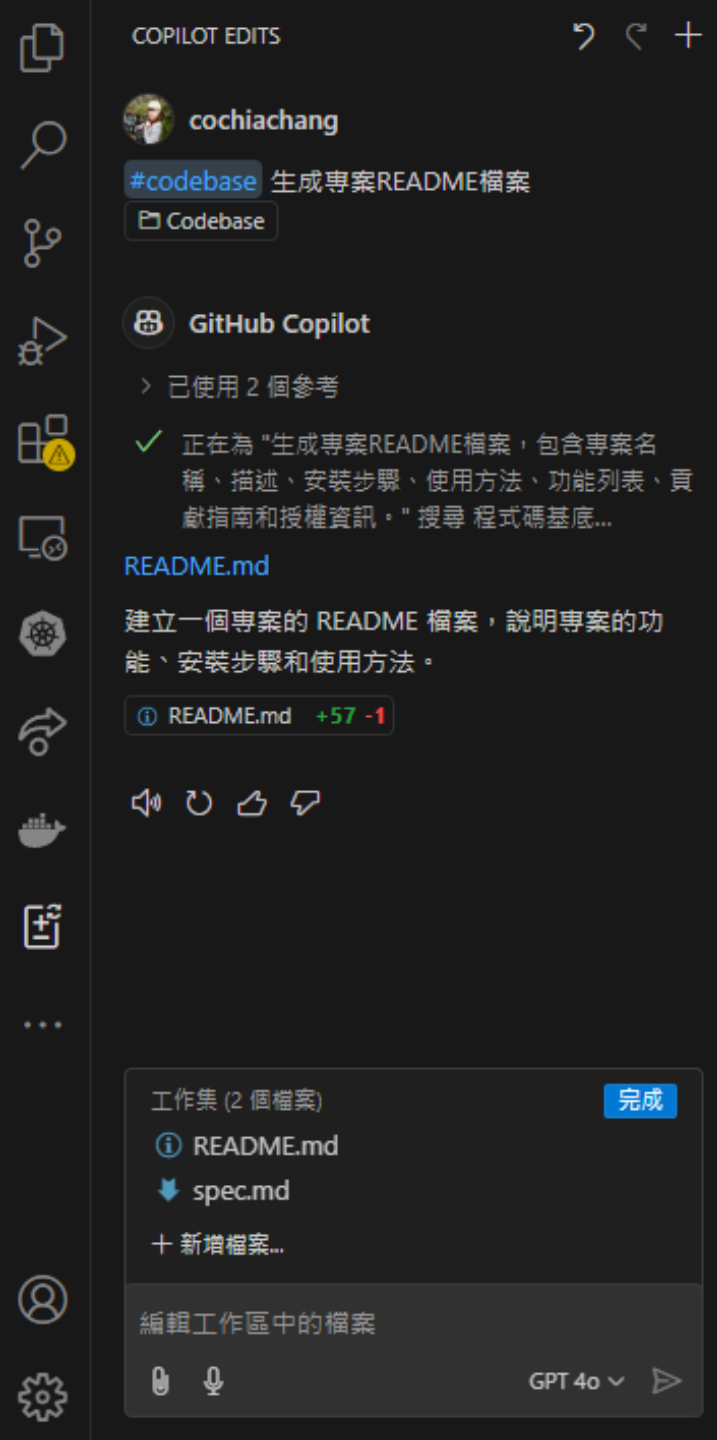 COPILOT EDITS
cochiachang
#codebase 生成專案README檔案
Codebase
GitHub Copilot
已使用 2 個參考
正在為 "生成專案README檔案，包含專案名
稱、描述、安裝步驟、使用方法、功能列表、貢
獻指南和授權資訊。" 搜尋 程式碼基底...
README.md
建立一個專案的 README 檔案，說明專案的功
能、安裝步驟和使用方法。
README.md +57 -1
工作集 (2 個檔案)
完成
README.md
spec.md
新增檔案...
編輯工作區中的檔案
GPT 4o